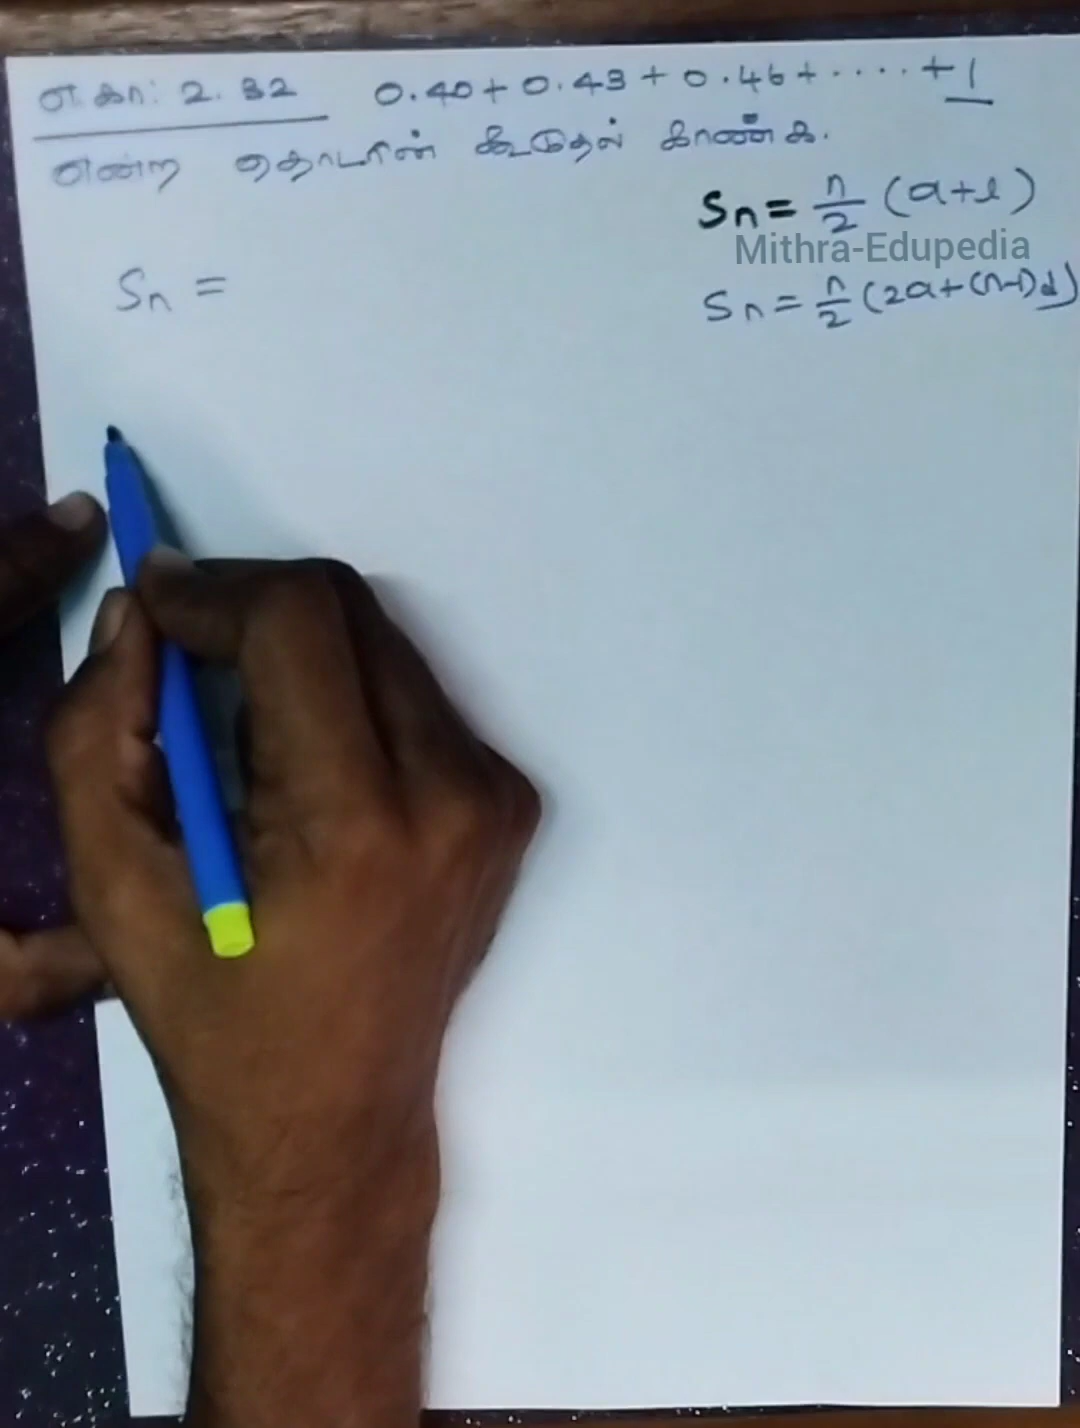 எ.கா: 2.32 0.40 + 0.43 + 0.46 + ..... + 1
என்ற தொடரின் கூடுதல் காண்க.
Sn = n/2 (a+l)
Mithra-Edupedia
Sn =
Sn = n/2 (2a+(n-1)d)